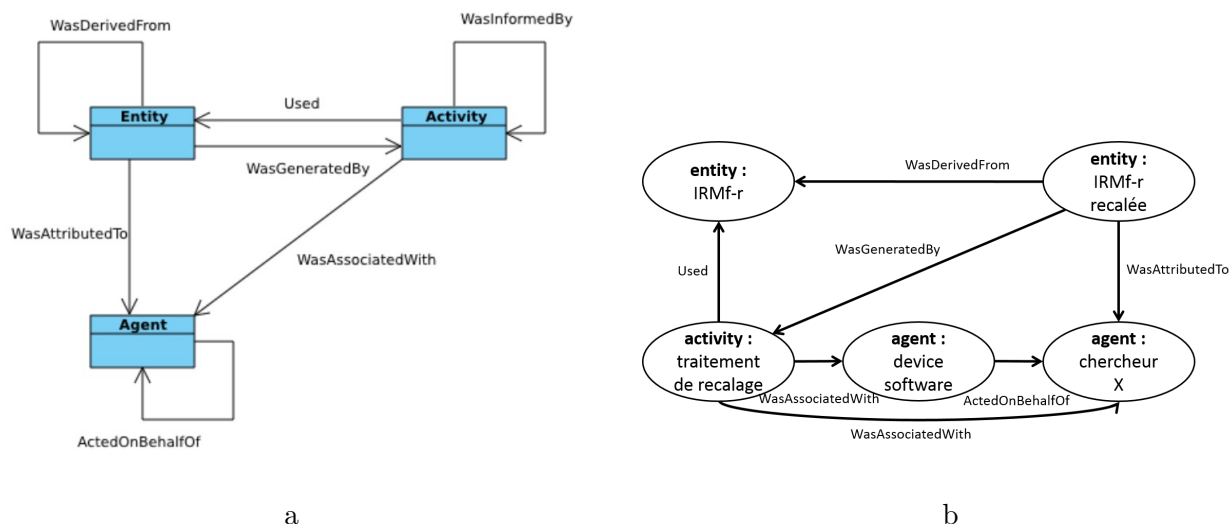 WasDerivedFrom
WasInformedBy
Entity
Used
Activity
WasGeneratedBy
WasAttributedTo
WasAssociatedWith
Agent
ActedOnBehalfOf
a
entity :
IRMf-r
WasDerivedFrom
entity :
IRMf-r
recalée
WasGeneratedBy
Used
WasAttributedTo
activity :
traitement
de recalage
agent :
device
software
agent :
chercheur
X
WasAssociatedWith
ActedOnBehalfOf
WasAssociatedWith
b